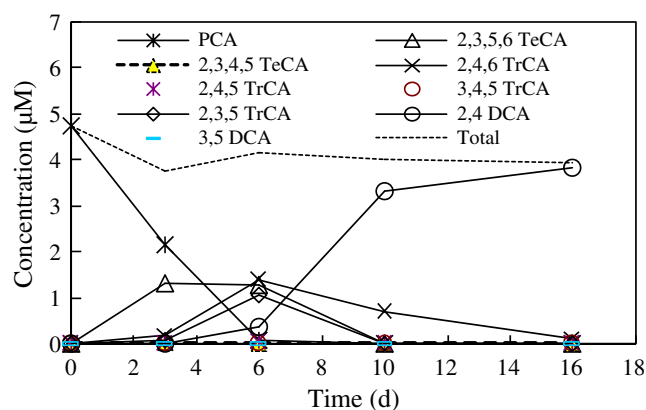 PCA
2,3,5,6 TeCA
2,3,4,5 TeCA
2,4,6 TrCA
2,4,5 TrCA
3,4,5 TrCA
2,3,5 TrCA
2,4 DCA
3,5 DCA
Total
7
6
5
4
3
2
1
0
Concentration (µM)
0 2 4 6 8 10 12 14 16 18
Time (d)